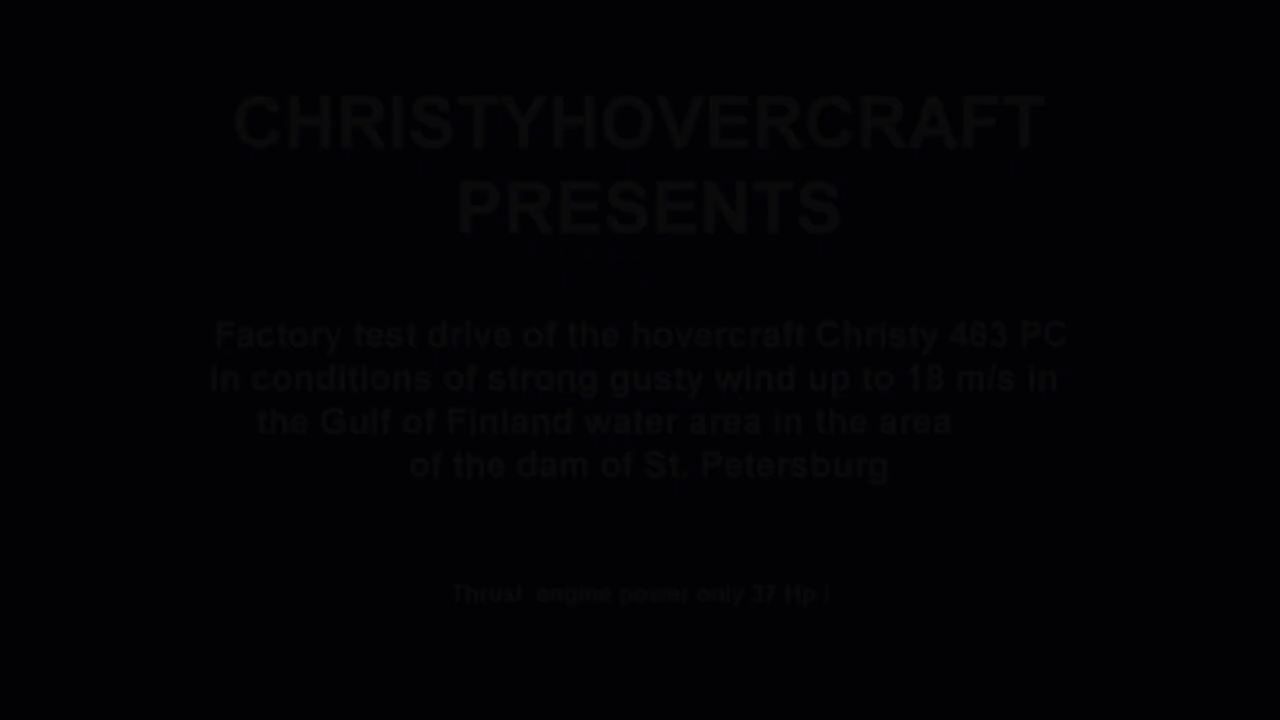 CHRISTYHOVERCRAFT
PRESENTS
Factory test drive of the hovercraft Christy 463 PC
in conditions of strong gusty wind up to 18 m/s in
the Gulf of Finland water area in the area
of the dam of St. Petersburg
Thrust engine power only 37 Hp !